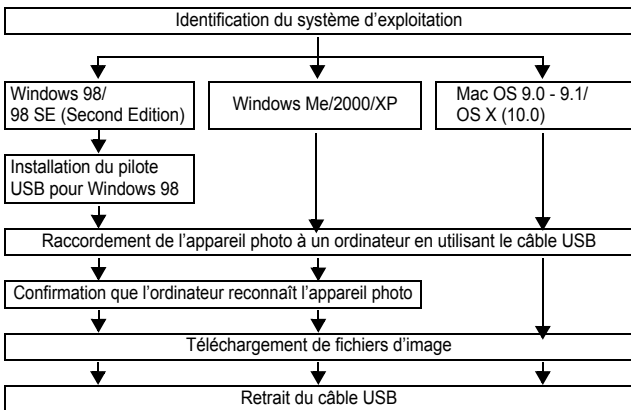 Identification du système d’exploitation
Windows 98/
98 SE (Second Edition)
Windows Me/2000/XP
Mac OS 9.0 - 9.1/
OS X (10.0)
Installation du pilote
USB pour Windows 98
Raccordement de l’appareil photo à un ordinateur en utilisant le câble USB
Confirmation que l’ordinateur reconnaît l’appareil photo
Téléchargement de fichiers d’image
Retrait du câble USB